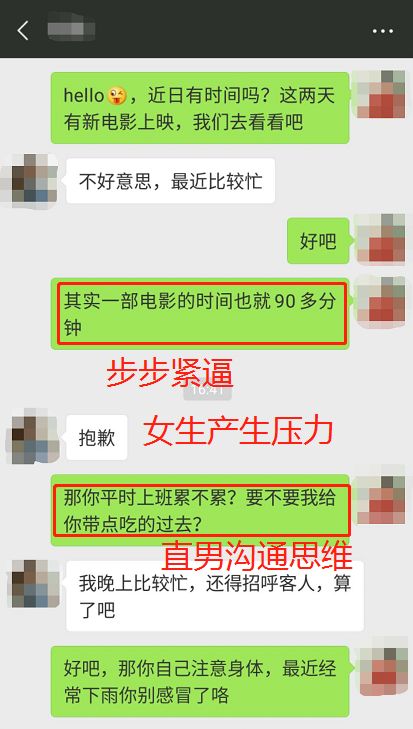 hello😜，近日有时间吗？这两天
有新电影上映，我们去看看吧
不好意思，最近比较忙
好吧
其实一部电影的时间也就 90 多分
钟
步步紧逼
16:41
抱歉
女生产生压力
那你平时上班累不累？要不要我给
你带点吃的过去？
直男沟通思维
我晚上比较忙，还得招呼客人，算
了吧
好吧，那你自己注意身体，最近经
常下雨你别感冒了咯